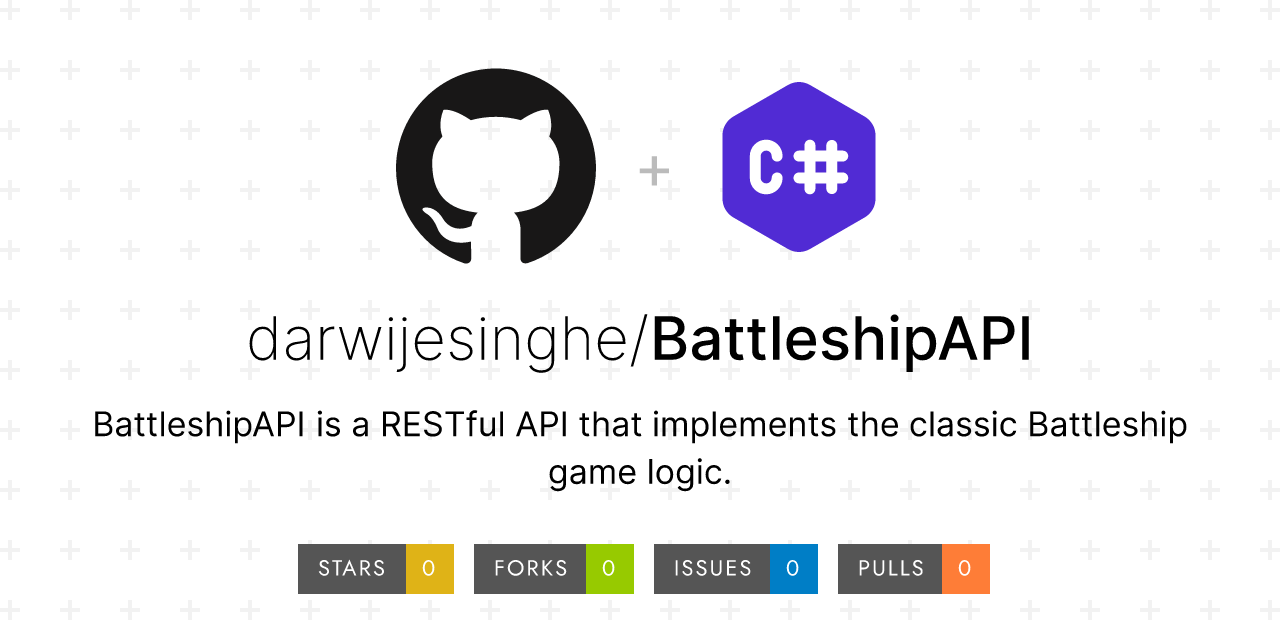 C#
darwijesinghe/BattleshipAPI
BattleshipAPI is a RESTful API that implements the classic Battleship
game logic.
STARS 0 FORKS 0 ISSUES 0 PULLS 0